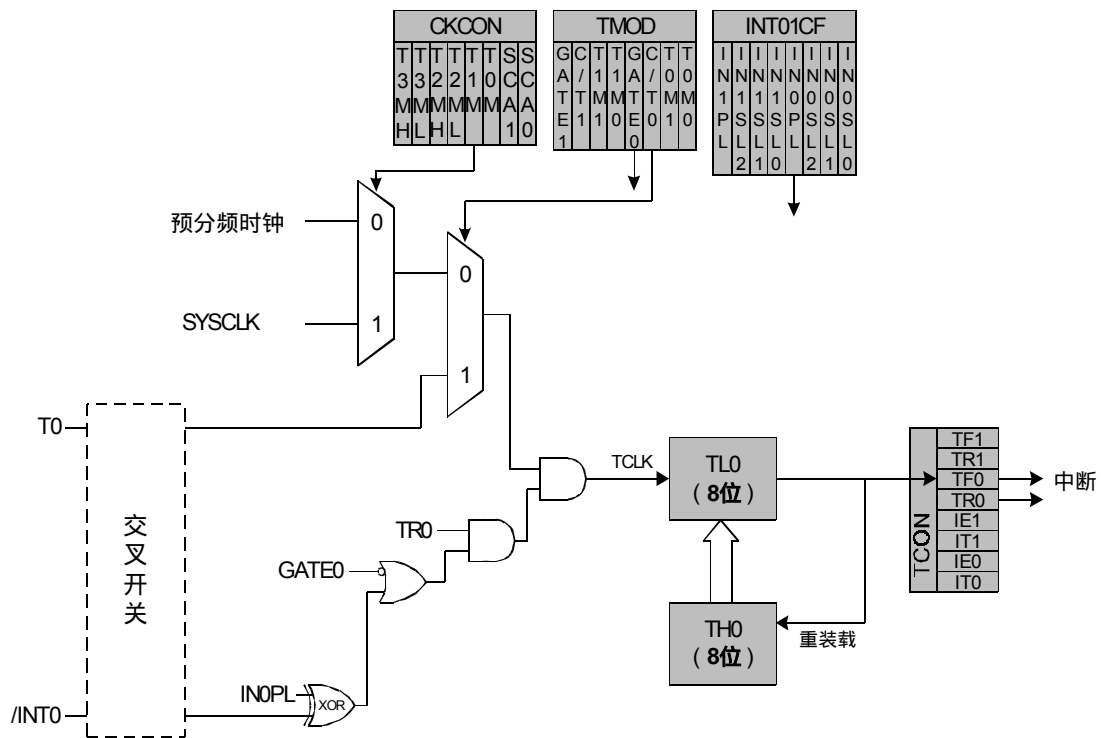 CKCON
T3MH
T3ML
T2MH
T2ML
T1M
T0M
SCA1
SCA0
TMOD
GATE1
C/T1
T1M1
T1M0
GATE0
C/T0
T0M1
T0M0
INT01CF
IN1PL
IN1SL2
IN1SL1
IN1SL0
IN0PL
IN0SL2
IN0SL1
IN0SL0
预分频时钟
0
SYSCLK
1
0
1
T0
交叉开关
/INT0
TR0
GATE0
IN0PL
XOR
TCLK
TL0
(8位)
TH0
(8位)
重装载
TCON
TF1
TR1
TF0
TR0
IE1
IT1
IE0
IT0
中断